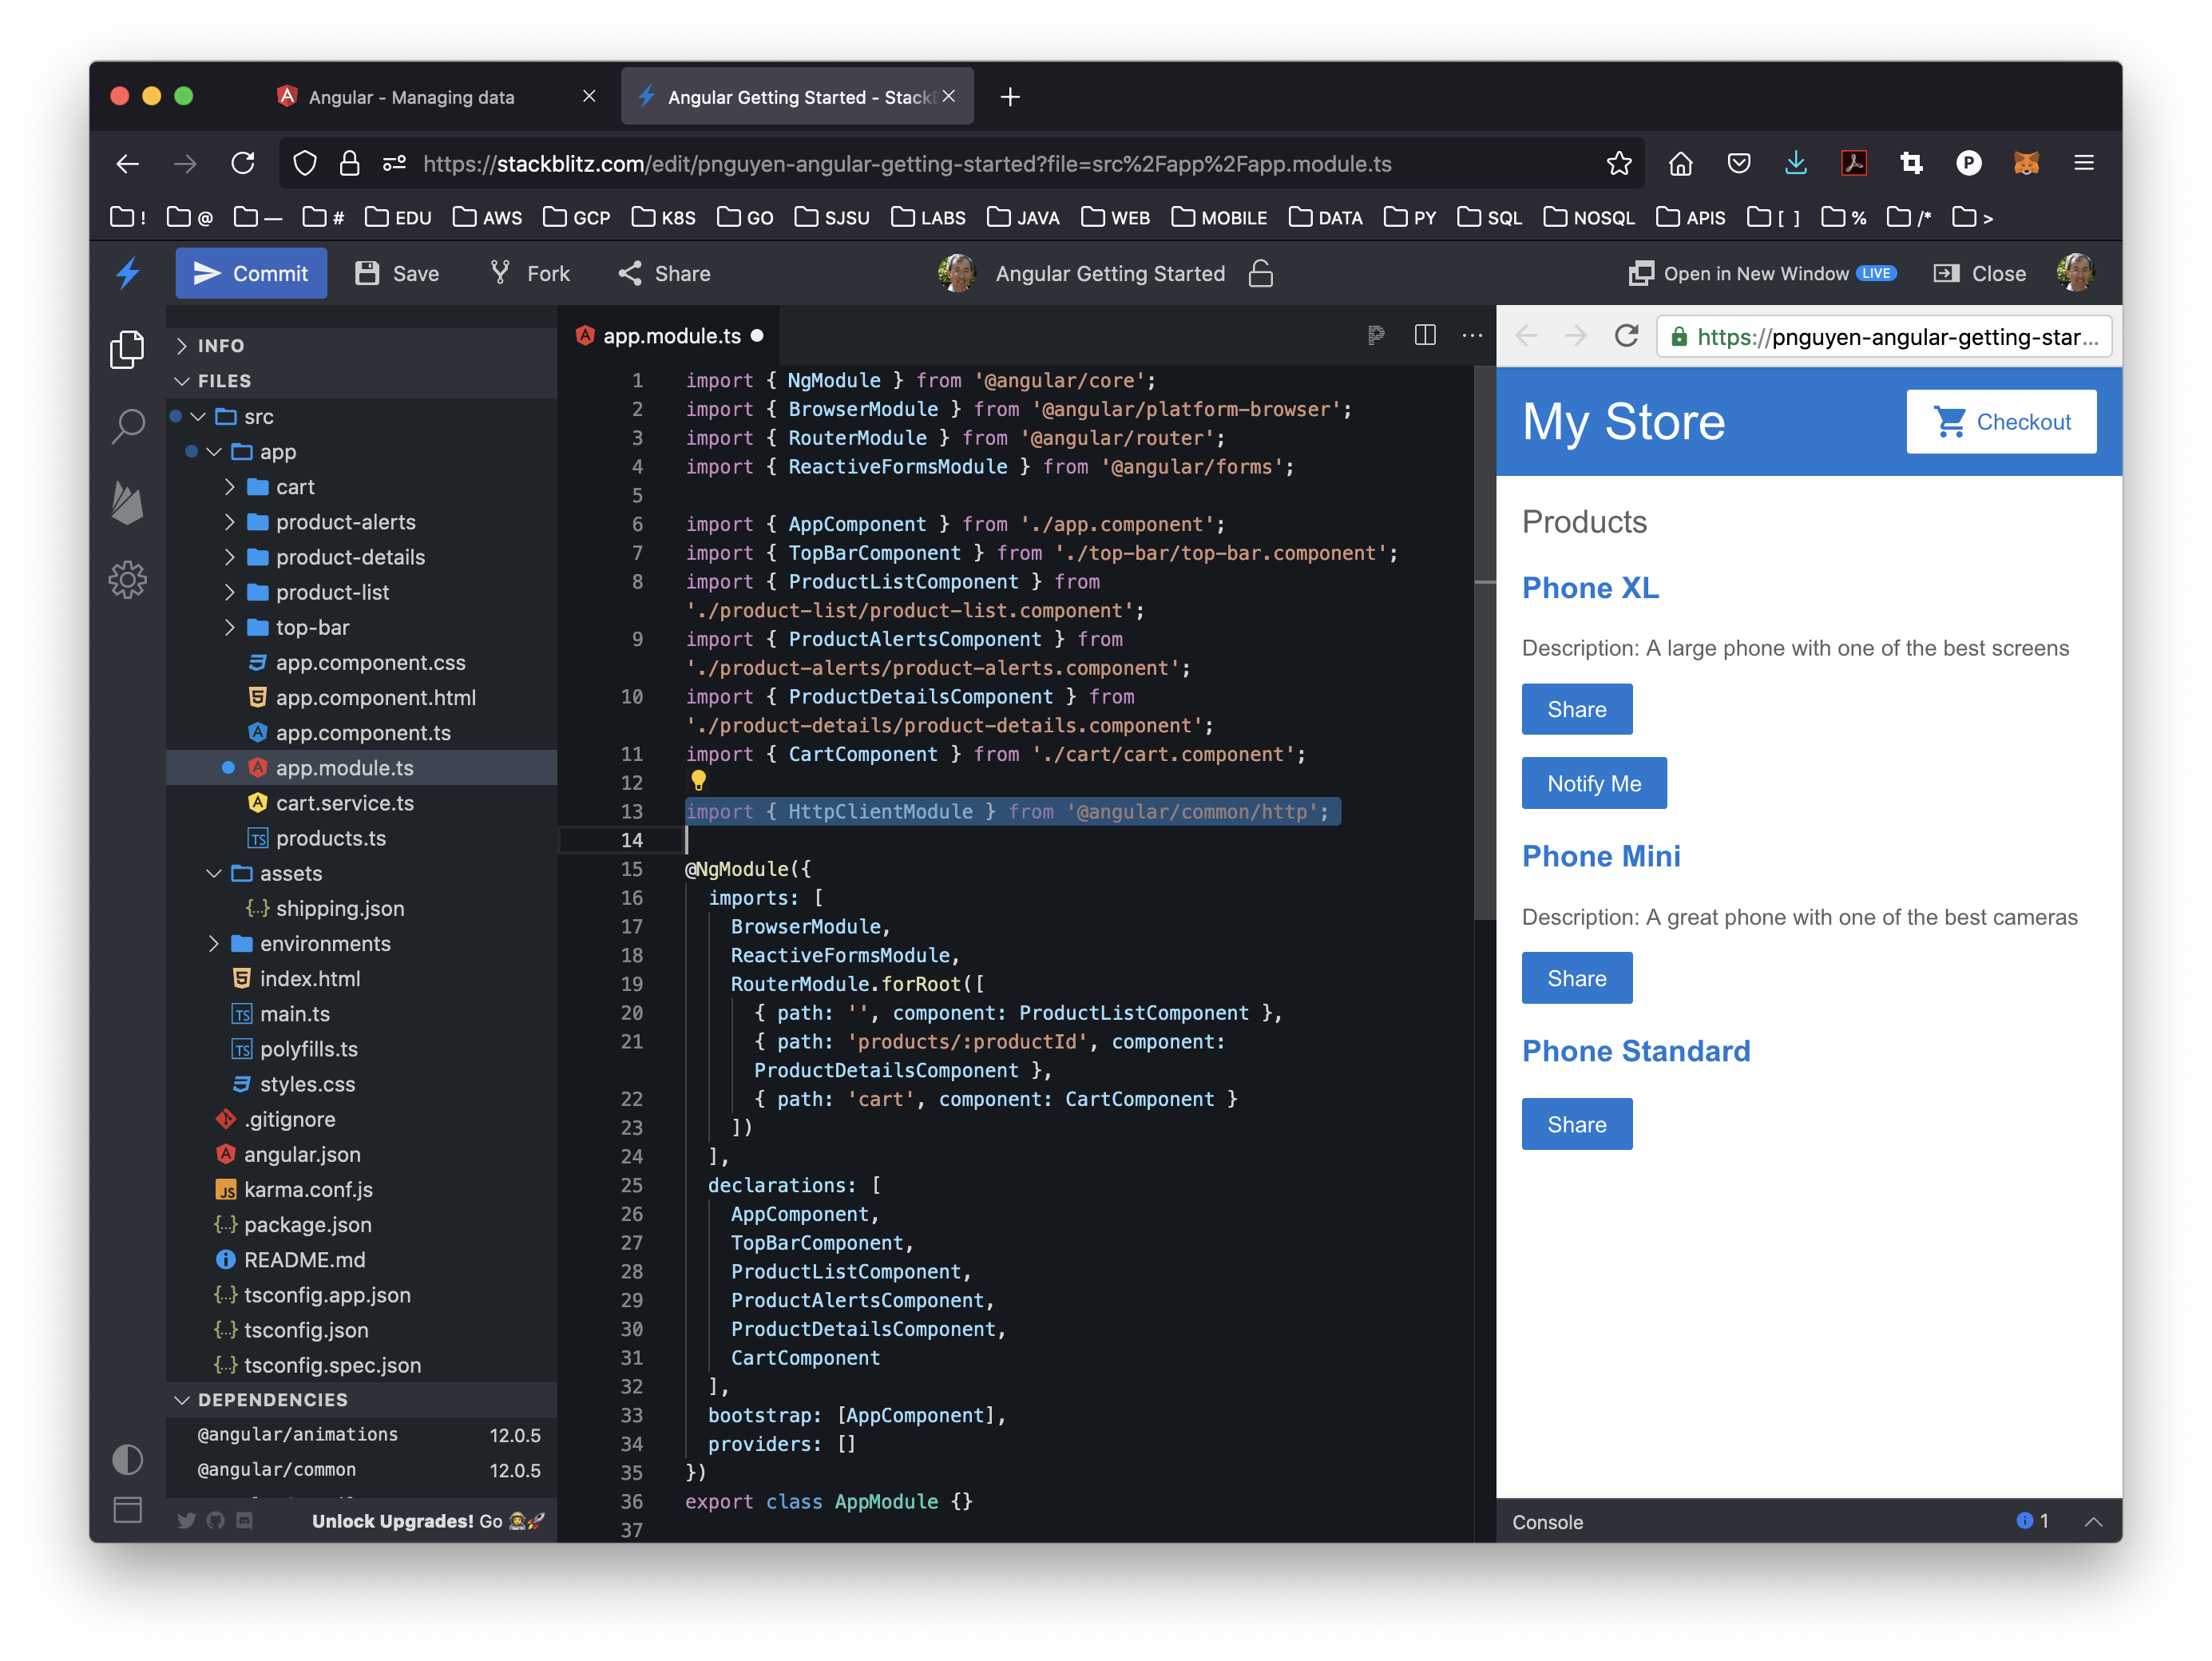 Angular - Managing data
Angular Getting Started - Stack
https://stackblitz.com/edit/pnguyen-angular-getting-started?file=src%2Fapp%2Fapp.module.ts
! @ — # EDU AWS GCP K8S GO SJSU LABS JAVA WEB MOBILE DATA PY SQL NOSQL APIS [ ] % /* >
Commit Save Fork Share Angular Getting Started Open in New Window LIVE Close
INFO
FILES
src
app
cart
product-alerts
product-details
product-list
top-bar
app.component.css
app.component.html
app.component.ts
app.module.ts
cart.service.ts
products.ts
assets
shipping.json
environments
index.html
main.ts
polyfills.ts
styles.css
.gitignore
angular.json
karma.conf.js
package.json
README.md
tsconfig.app.json
tsconfig.json
tsconfig.spec.json
DEPENDENCIES
@angular/animations 12.0.5
@angular/common 12.0.5
Unlock Upgrades! Go
app.module.ts
1 import { NgModule } from '@angular/core';
2 import { BrowserModule } from '@angular/platform-browser';
3 import { RouterModule } from '@angular/router';
4 import { ReactiveFormsModule } from '@angular/forms';
5
6 import { AppComponent } from './app.component';
7 import { TopBarComponent } from './top-bar/top-bar.component';
8 import { ProductListComponent } from
'./product-list/product-list.component';
9 import { ProductAlertsComponent } from
'./product-alerts/product-alerts.component';
10 import { ProductDetailsComponent } from
'./product-details/product-details.component';
11 import { CartComponent } from './cart/cart.component';
12
13 import { HttpClientModule } from '@angular/common/http';
14
15 @NgModule({
16 imports: [
17 BrowserModule,
18 ReactiveFormsModule,
19 RouterModule.forRoot([
20 { path: '', component: ProductListComponent },
21 { path: 'products/:productId', component:
ProductDetailsComponent },
22 { path: 'cart', component: CartComponent }
23 ])
24 ],
25 declarations: [
26 AppComponent,
27 TopBarComponent,
28 ProductListComponent,
29 ProductAlertsComponent,
30 ProductDetailsComponent,
31 CartComponent
32 ],
33 bootstrap: [AppComponent],
34 providers: []
35 })
36 export class AppModule {}
37
https://pnguyen-angular-getting-star...
My Store
Checkout
Products
Phone XL
Description: A large phone with one of the best screens
Share
Notify Me
Phone Mini
Description: A great phone with one of the best cameras
Share
Phone Standard
Share
Console 1